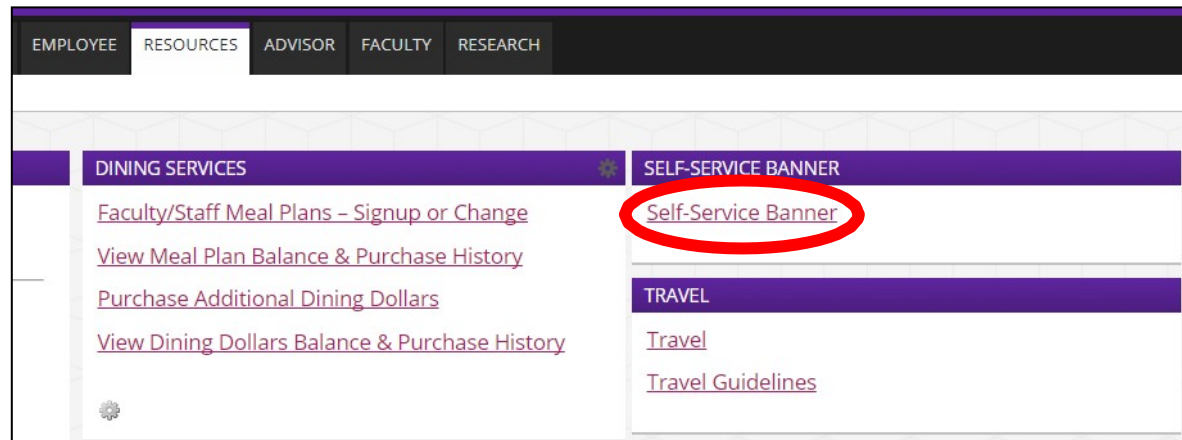 EMPLOYEE RESOURCES ADVISOR FACULTY RESEARCH
DINING SERVICES
Faculty/Staff Meal Plans – Signup or Change
View Meal Plan Balance & Purchase History
Purchase Additional Dining Dollars
View Dining Dollars Balance & Purchase History
SELF-SERVICE BANNER
Self-Service Banner
TRAVEL
Travel
Travel Guidelines